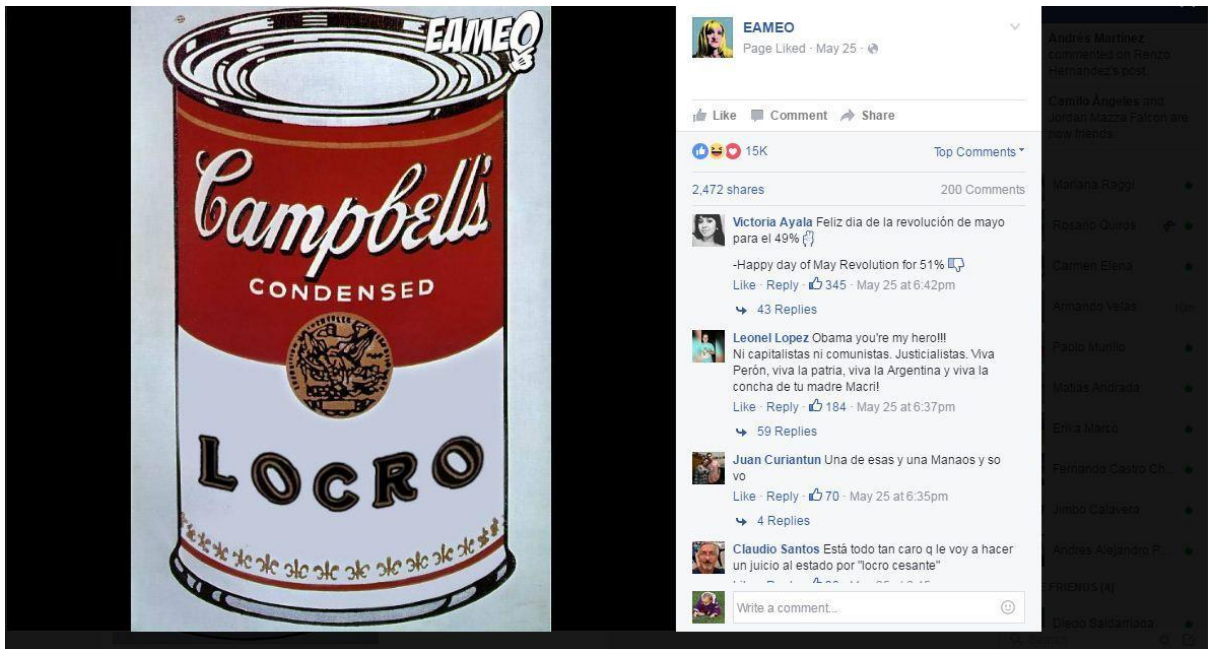 EAMEO
Campbell's
CONDENSED
LOCRO
EAMEO
Page Liked · May 25 ·
Like Comment Share
15K Top Comments
2,472 shares 200 Comments
Victoria Ayala Feliz dia de la revolución de mayo
para el 49%
-Happy day of May Revolution for 51%
Like · Reply · 345 · May 25 at 6:42pm
43 Replies
Leonel Lopez Obama you're my hero!!!
Ni capitalistas ni comunistas. Justicialistas. Viva
Perón, viva la patria, viva la Argentina y viva la
concha de tu madre Macri!
Like · Reply · 184 · May 25 at 6:37pm
59 Replies
Juan Curiantun Una de esas y una Manaos y so
vo
Like · Reply · 70 · May 25 at 6:35pm
4 Replies
Claudio Santos Está todo tan caro q le voy a hacer
un juicio al estado por "locro cesante"
Write a comment...
Andrés Martinez
commented on Renzo
Hernandez's post.
Camilo Ángeles and
Jordan Mazza Falcon are
now friends.
Mariana Raggi
Rosario Quiros
Carmen Elena
Armando Velas
Paolo Murillo
Matias Andrada
Erika Marco
Fernando Castro Ch...
Jimbo Calavera
Andres Alejandro P...
FRIENDS (4)
Diego Saldarriaga
Search